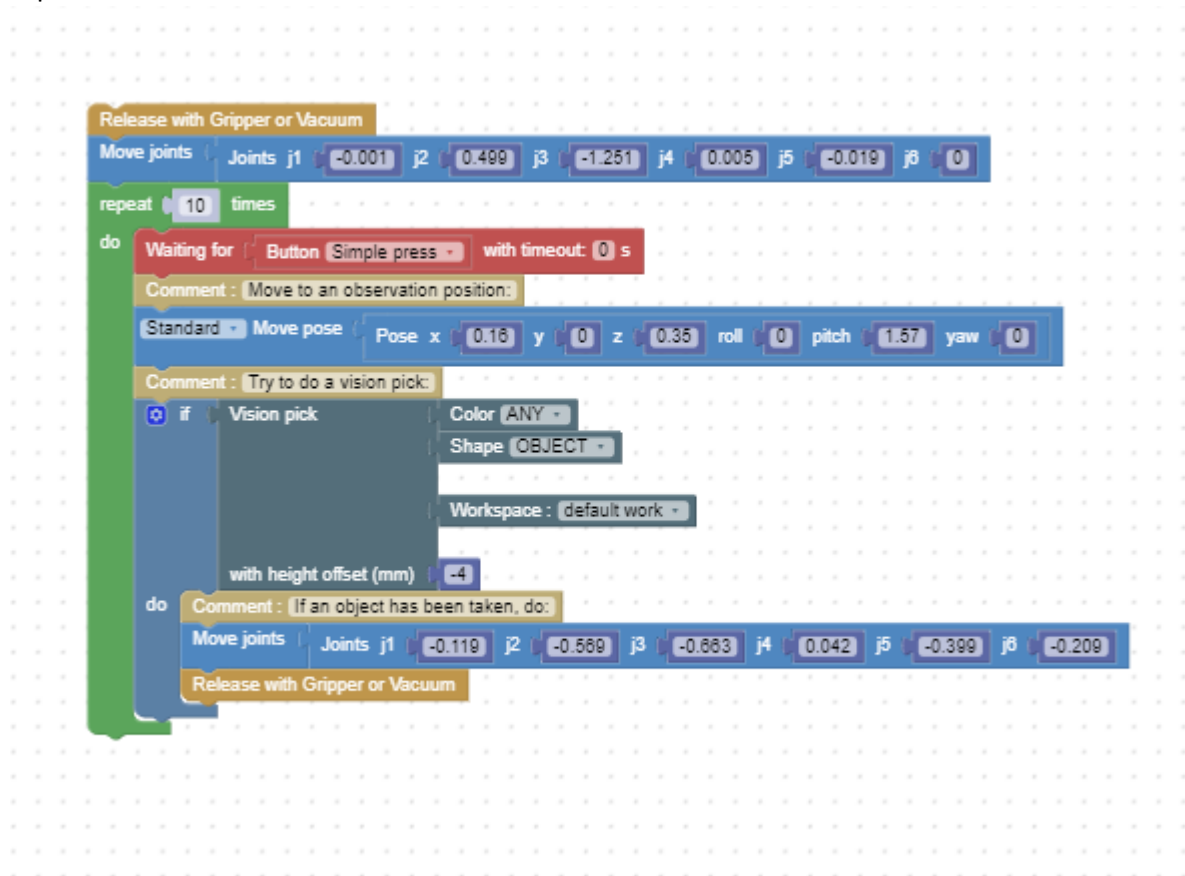 Release with Gripper or Vacuum
Move joints Joints j1 -0.001 j2 0.499 j3 -1.251 j4 0.005 j5 -0.019 j6 0
repeat 10 times
do Waiting for Button Simple press with timeout: 0 s
Comment : Move to an observation position:
Standard Move pose Pose x 0.16 y 0 z 0.35 roll 0 pitch 1.57 yaw 0
Comment : Try to do a vision pick:
if Vision pick Color ANY
Shape OBJECT
Workspace : default work
with height offset (mm) -4
do Comment : If an object has been taken, do:
Move joints Joints j1 -0.119 j2 -0.569 j3 -0.663 j4 0.042 j5 -0.399 j6 -0.209
Release with Gripper or Vacuum